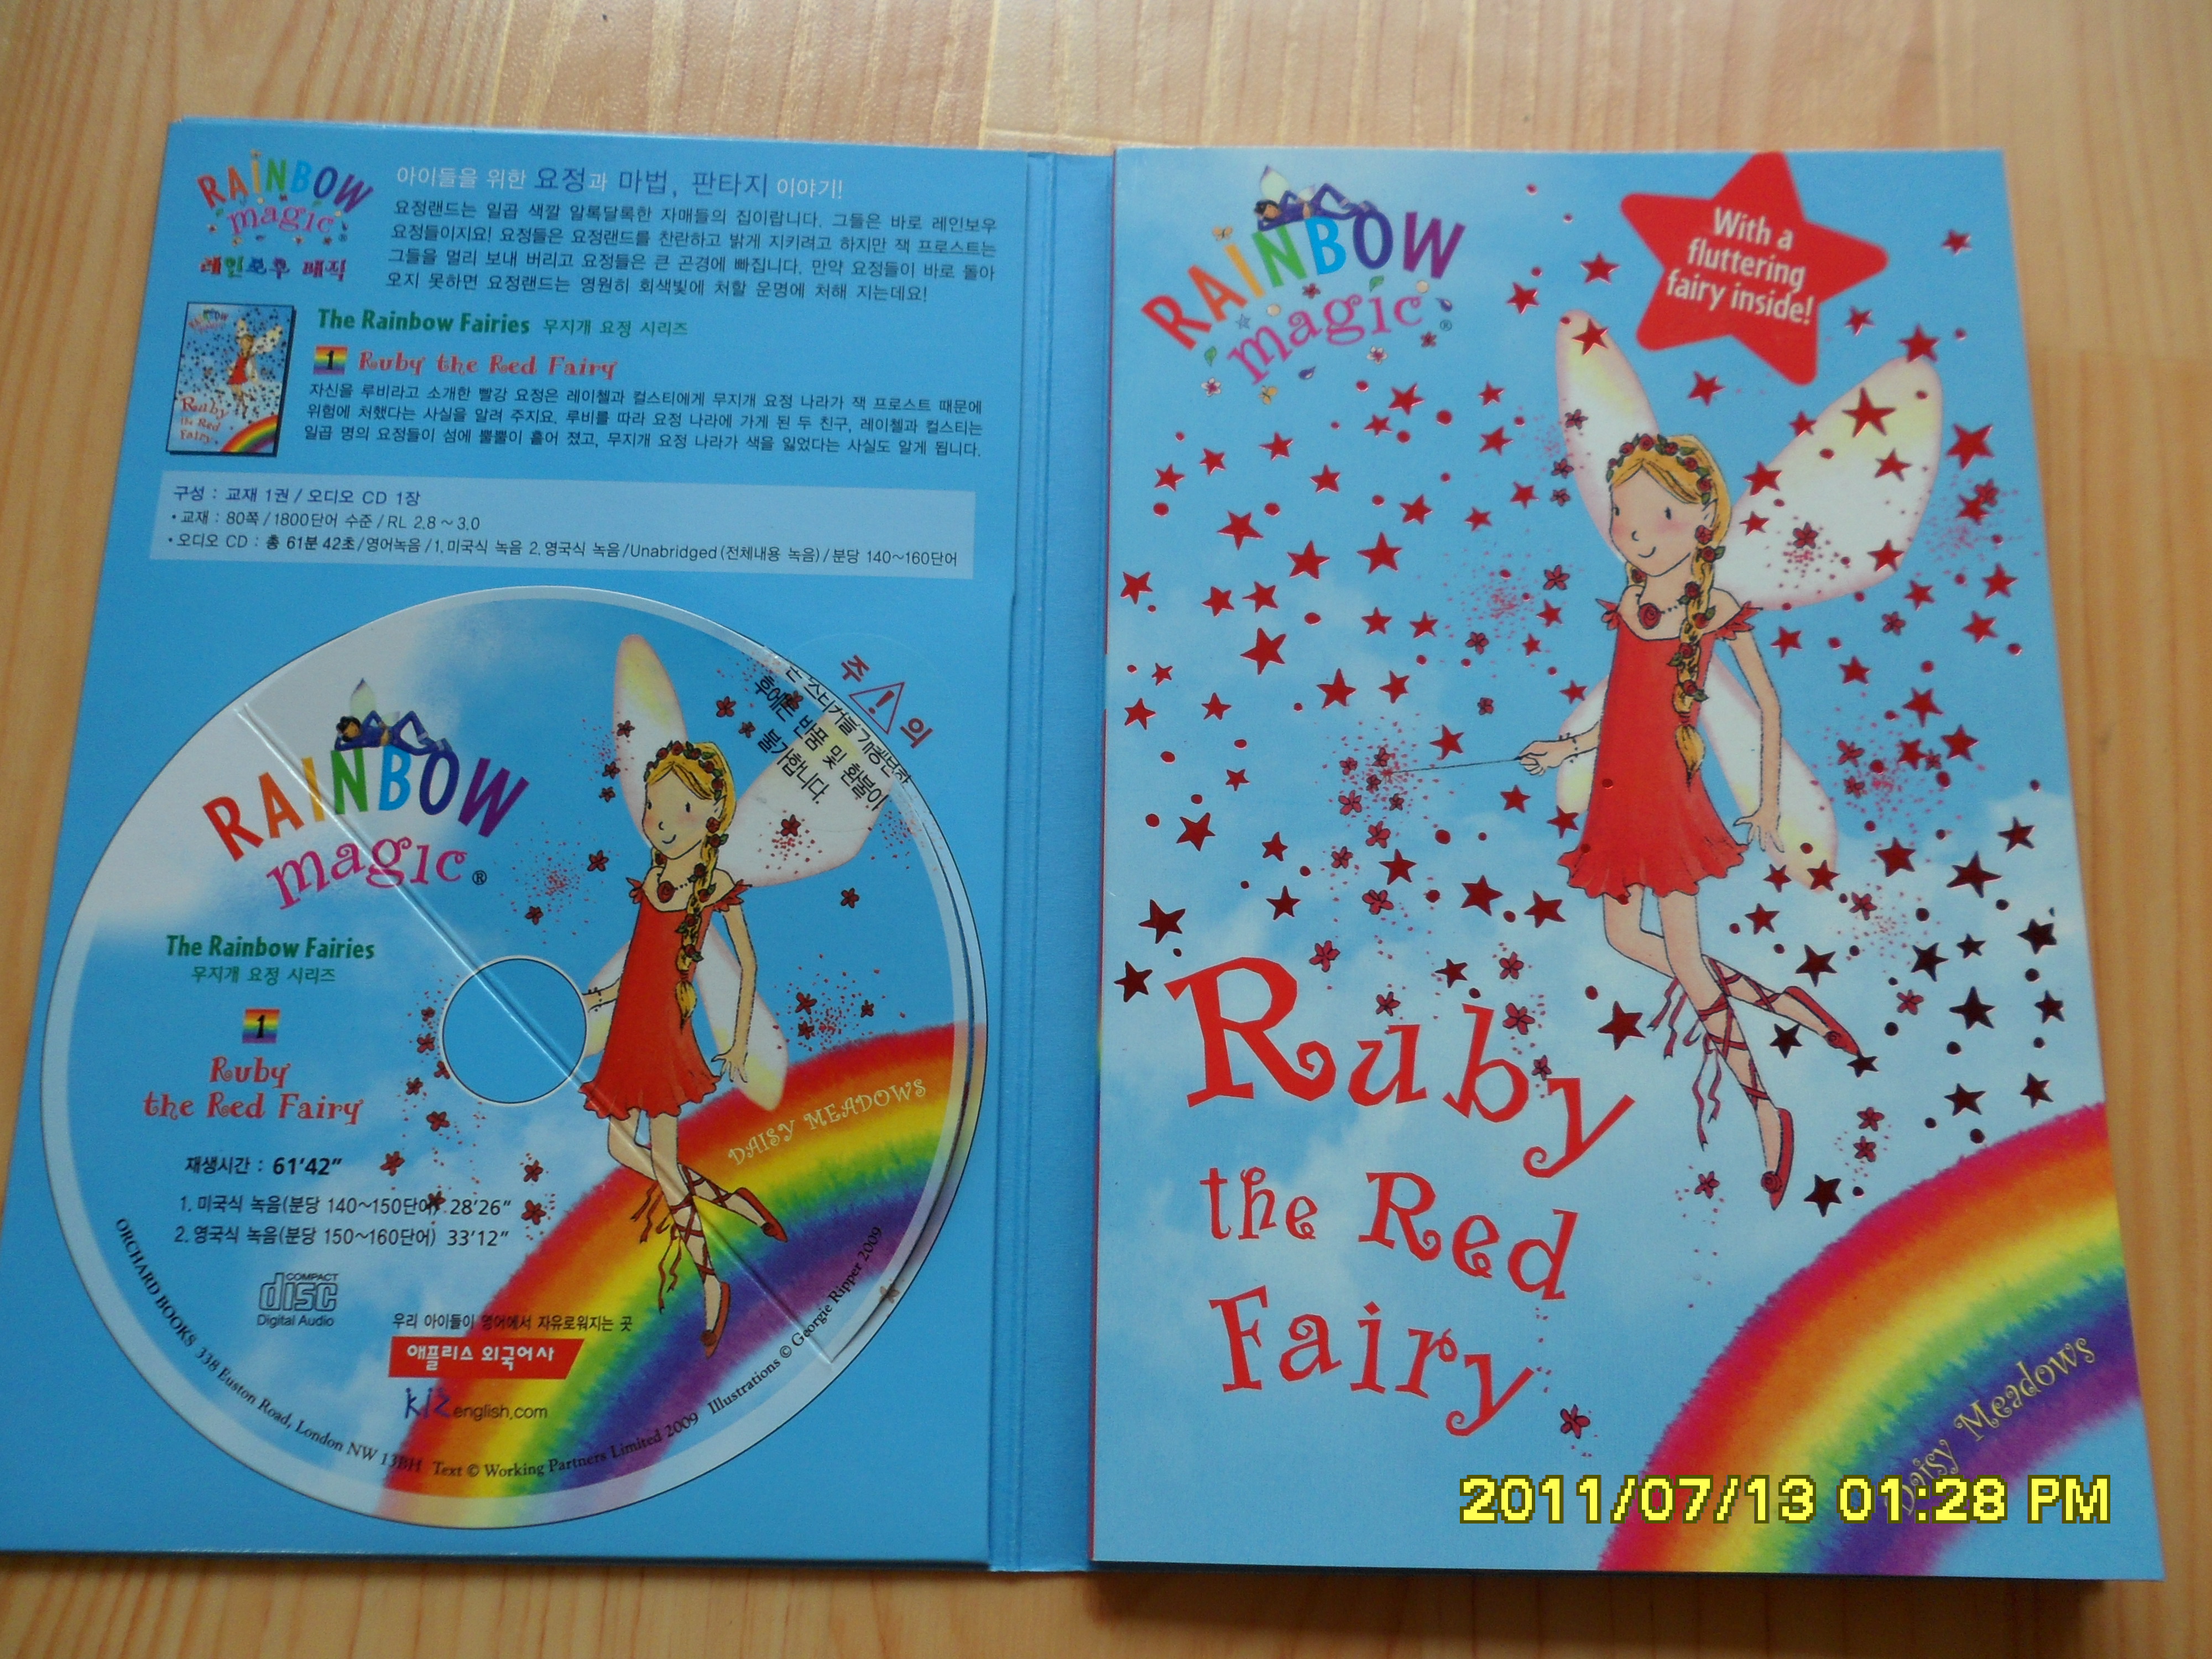 RAINBOW
magic
레인보우 매직
아이들을 위한 요정과 마법, 판타지 이야기!
요정랜드는 일곱 색깔 알록달록한 자매들의 집이랍니다. 그들은 바로 레인보우
요정들이지요! 요정들은 요정랜드를 찬란하고 밝게 지키려고 하지만 잭 프로스트는
그들을 멀리 보내 버리고 요정들은 큰 곤경에 빠집니다. 만약 요정들이 바로 돌아
오지 못하면 요정랜드는 영원히 회색빛에 처할 운명에 처해 지는데요!
Ruby
the Red
Fairy
The Rainbow Fairies 무지개 요정 시리즈
1 Ruby the Red Fairy
자신을 루비라고 소개한 빨강 요정은 레이첼과 컬스티에게 무지개 요정 나라가 잭 프로스트 때문에
위험에 처했다는 사실을 알려 주지요. 루비를 따라 요정 나라에 가게 된 두 친구, 레이첼과 컬스티는
일곱 명의 요정들이 섬에 뿔뿔이 흩어 졌고, 무지개 요정 나라가 색을 잃었다는 사실도 알게 됩니다.
구성 : 교재 1권 / 오디오 CD 1장
• 교재 : 80쪽 / 1800단어 수준 / RL 2.8 ~ 3.0
• 오디오 CD : 총 61분 42초 / 영어녹음 / 1. 미국식 녹음 2. 영국식 녹음 / Unabridged (전체내용 녹음) / 분당 140~160단어
주 ! 의
후에는 반품 및 환불이
불가합니다.
RAINBOW
magic ®
The Rainbow Fairies
무지개 요정 시리즈
1
Ruby
the Red Fairy
DAISY MEADOWS
재생시간 : 61'42"
1. 미국식 녹음(분당 140~150단어) 28'26"
2. 영국식 녹음(분당 150~160단어) 33'12"
COMPACT
disc
Digital Audio
우리 아이들이 영어에서 자유로워지는 곳
애플리스 외국어사
kizenglish.com
ORCHARD BOOKS 338 Euston Road, London NW 13BH Text © Working Partners Limited 2009 Illustrations © Georgie Ripper 2009
RAINBOW
magic ®
With a
fluttering
fairy inside!
Ruby
the Red
Fairy
Daisy Meadows
2011/07/13 01:28 PM